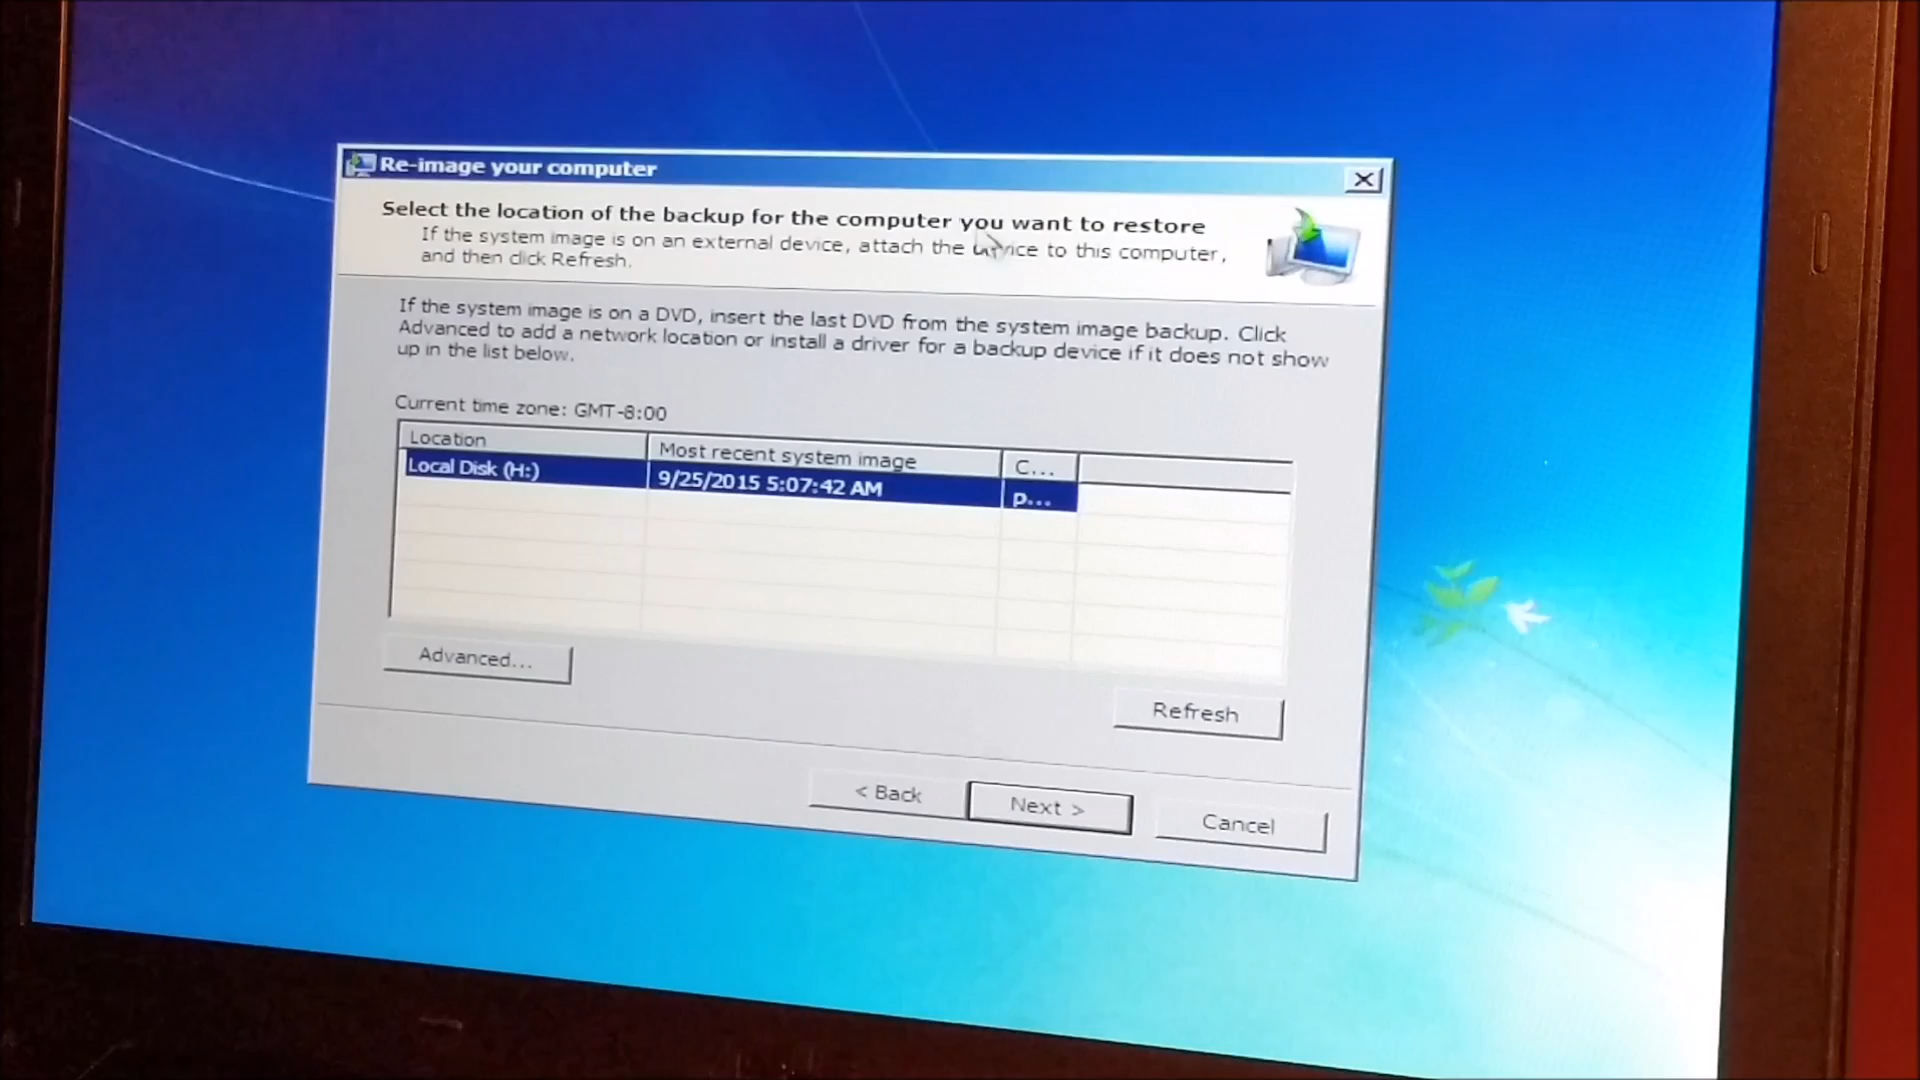 Re-image your computer
Select the location of the backup for the computer you want to restore
If the system image is on an external device, attach the device to this computer,
and then click Refresh.
If the system image is on a DVD, insert the last DVD from the system image backup. Click
Advanced to add a network location or install a driver for a backup device if it does not show
up in the list below.
Current time zone: GMT-8:00
Location Most recent system image C...
Local Disk (H:) 9/25/2015 5:07:42 AM p...
Advanced...
Refresh
< Back Next > Cancel